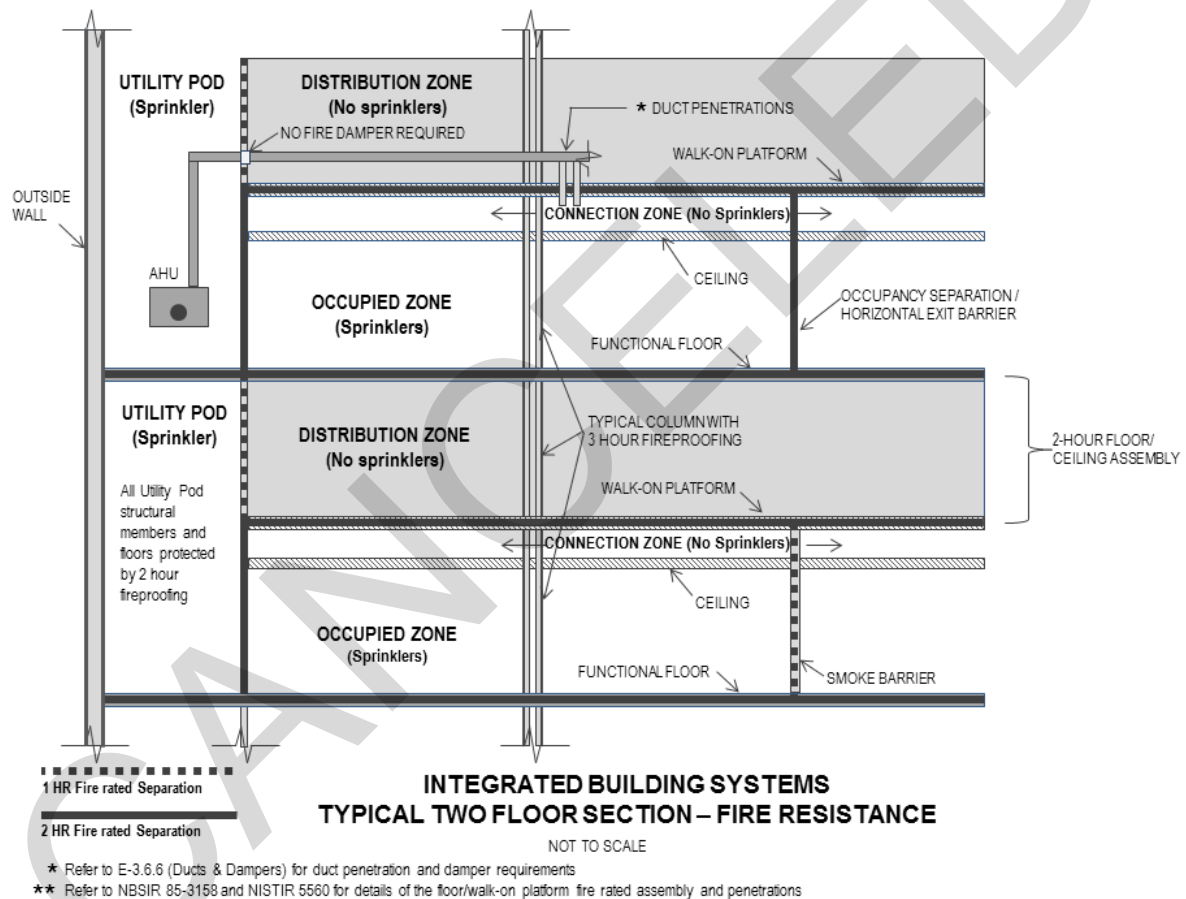 UTILITY POD
(Sprinkler)
DISTRIBUTION ZONE
(No sprinklers)
* DUCT PENETRATIONS
NO FIRE DAMPER REQUIRED
WALK-ON PLATFORM
OUTSIDE
WALL
CONNECTION ZONE (No Sprinklers)
AHU
CEILING
OCCUPIED ZONE
(Sprinklers)
OCCUPANCY SEPARATION /
HORIZONTAL EXIT BARRIER
FUNCTIONAL FLOOR
UTILITY POD
(Sprinkler)
DISTRIBUTION ZONE
(No sprinklers)
TYPICAL COLUMN WITH
3 HOUR FIREPROOFING
2-HOUR FLOOR/
CEILING ASSEMBLY
All Utility Pod
structural
members and
floors protected
by 2 hour
fireproofing
WALK-ON PLATFORM
CONNECTION ZONE (No Sprinklers)
CEILING
OCCUPIED ZONE
(Sprinklers)
FUNCTIONAL FLOOR
SMOKE BARRIER
1 HR Fire rated Separation
2 HR Fire rated Separation
INTEGRATED BUILDING SYSTEMS
TYPICAL TWO FLOOR SECTION – FIRE RESISTANCE
NOT TO SCALE
* Refer to E-3.6.6 (Ducts & Dampers) for duct penetration and damper requirements
** Refer to NBSIR 85-3158 and NISTIR 5560 for details of the floor/walk-on platform fire rated assembly and penetrations
CANCELED